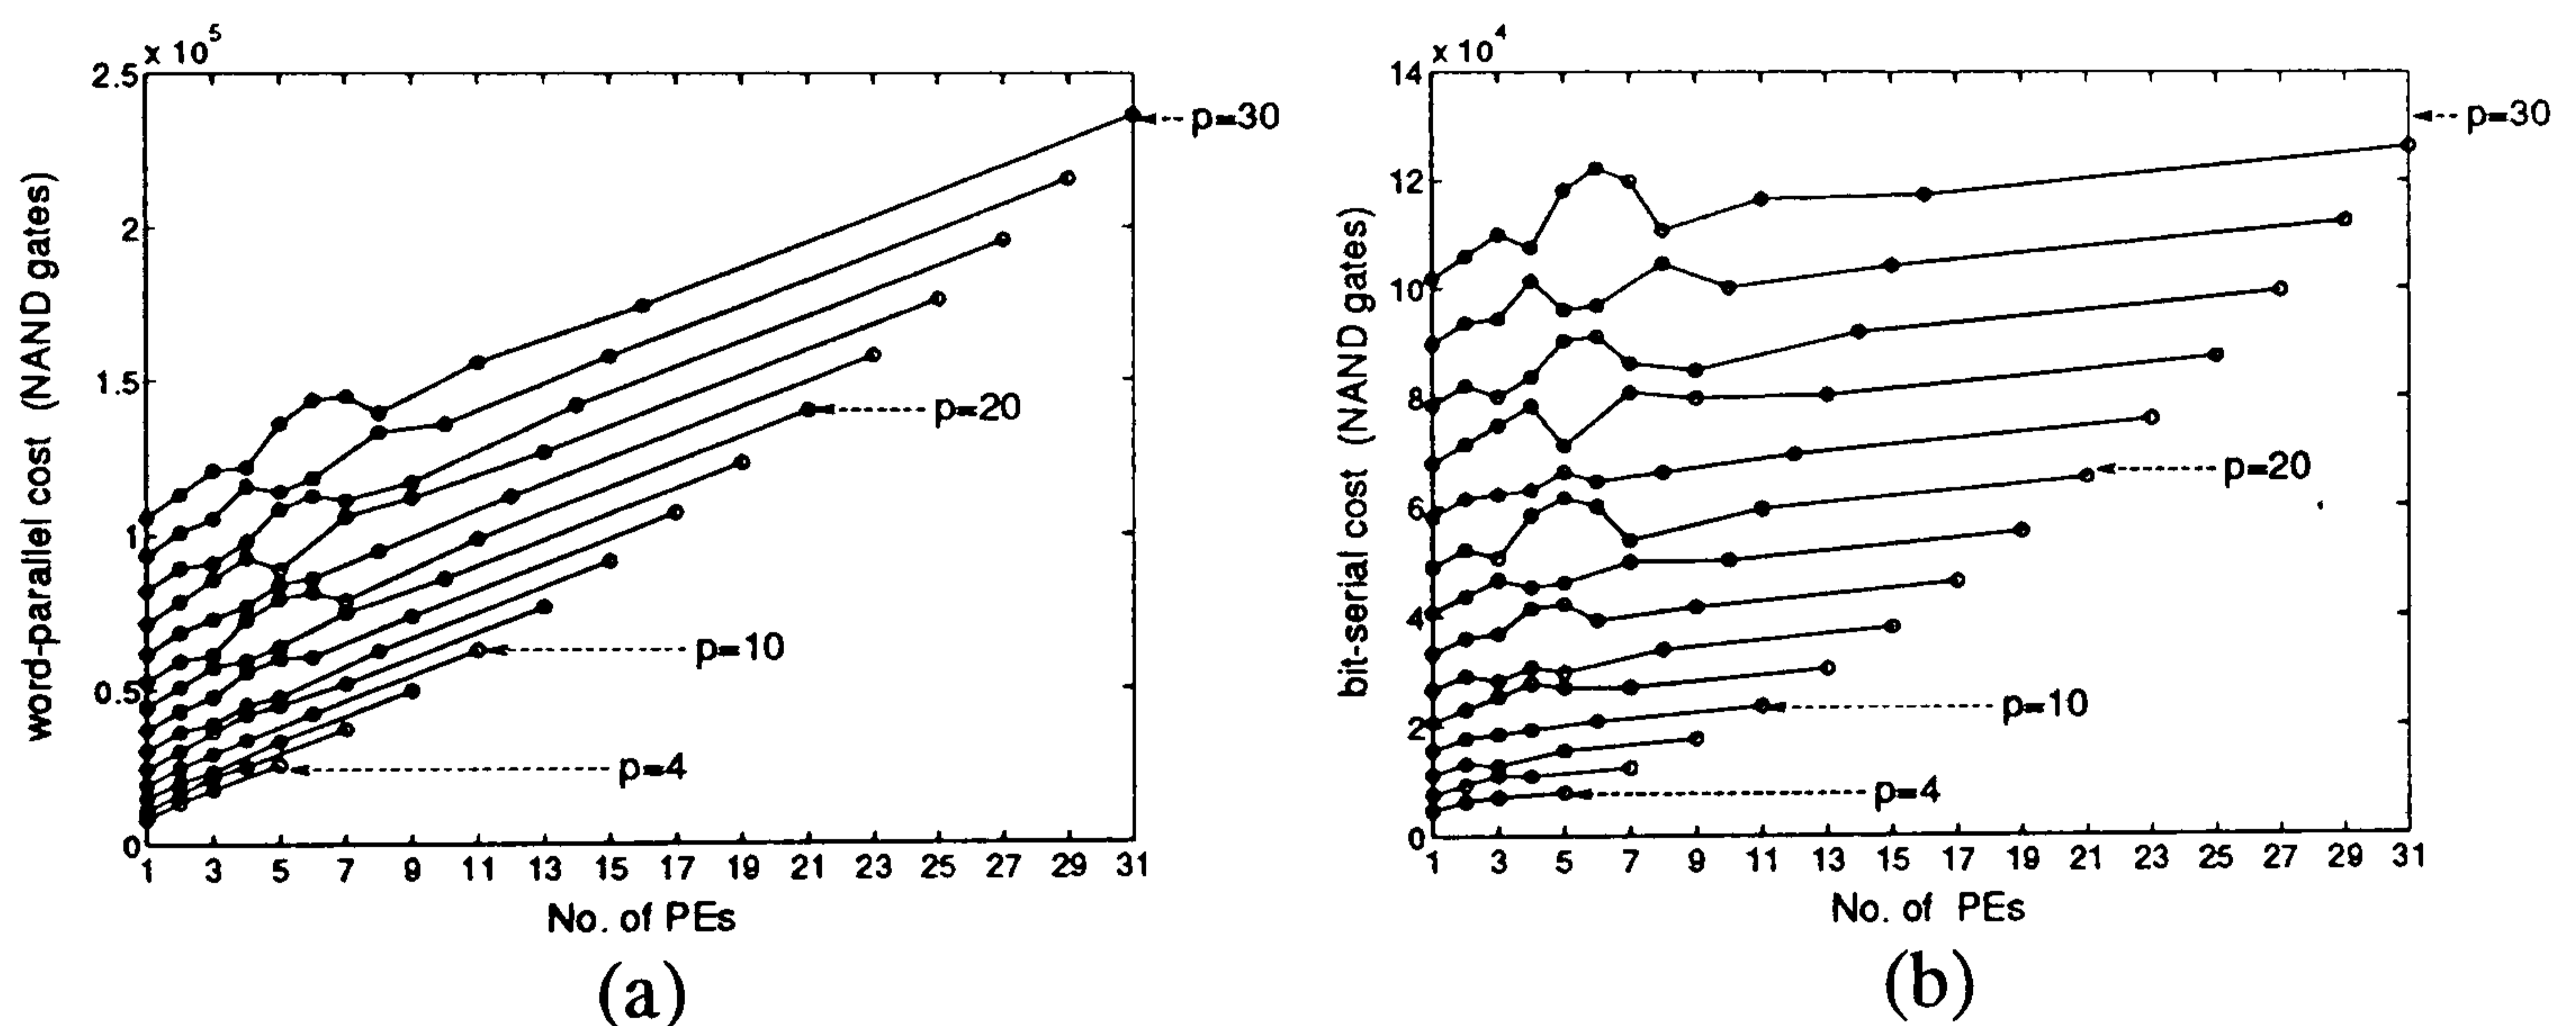 x 10^5
2.5
2
1.5
1
0.5
0
word-parallel cost (NAND gates)
p=30
p=20
p=10
p=4
1 3 5 7 9 11 13 15 17 19 21 23 25 27 29 31
No. of PEs
(a)
x 10^4
14
12
10
8
6
4
2
0
bit-serial cost (NAND gates)
p=30
p=20
p=10
p=4
1 3 5 7 9 11 13 15 17 19 21 23 25 27 29 31
No. of PEs
(b)